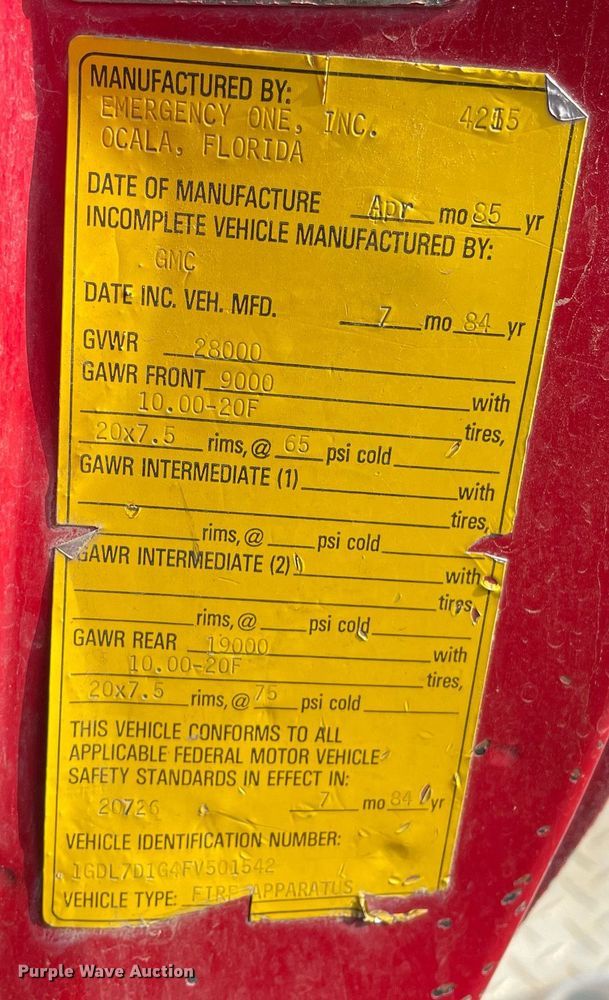 MANUFACTURED BY:
EMERGENCY ONE, INC.
OCALA, FLORIDA
DATE OF MANUFACTURE Apr mo 85 yr
INCOMPLETE VEHICLE MANUFACTURED BY:
GMC
DATE INC. VEH. MFD. 7 mo 84 yr
GVWR 28000
GAWR FRONT 9000 with
10.00-20F tires,
20x7.5 rims, @ 65 psi cold
GAWR INTERMEDIATE (1) with
tires,
rims, @ psi cold
GAWR INTERMEDIATE (2) with
tires,
rims, @ psi cold
GAWR REAR 19000 with
10.00-20F tires,
20x7.5 rims, @ 75 psi cold
THIS VEHICLE CONFORMS TO ALL
APPLICABLE FEDERAL MOTOR VEHICLE
SAFETY STANDARDS IN EFFECT IN:
20726 7 mo 84 yr
VEHICLE IDENTIFICATION NUMBER:
1GDL7D1G4FV501542
VEHICLE TYPE: FIRE APPARATUS
Purple Wave Auction